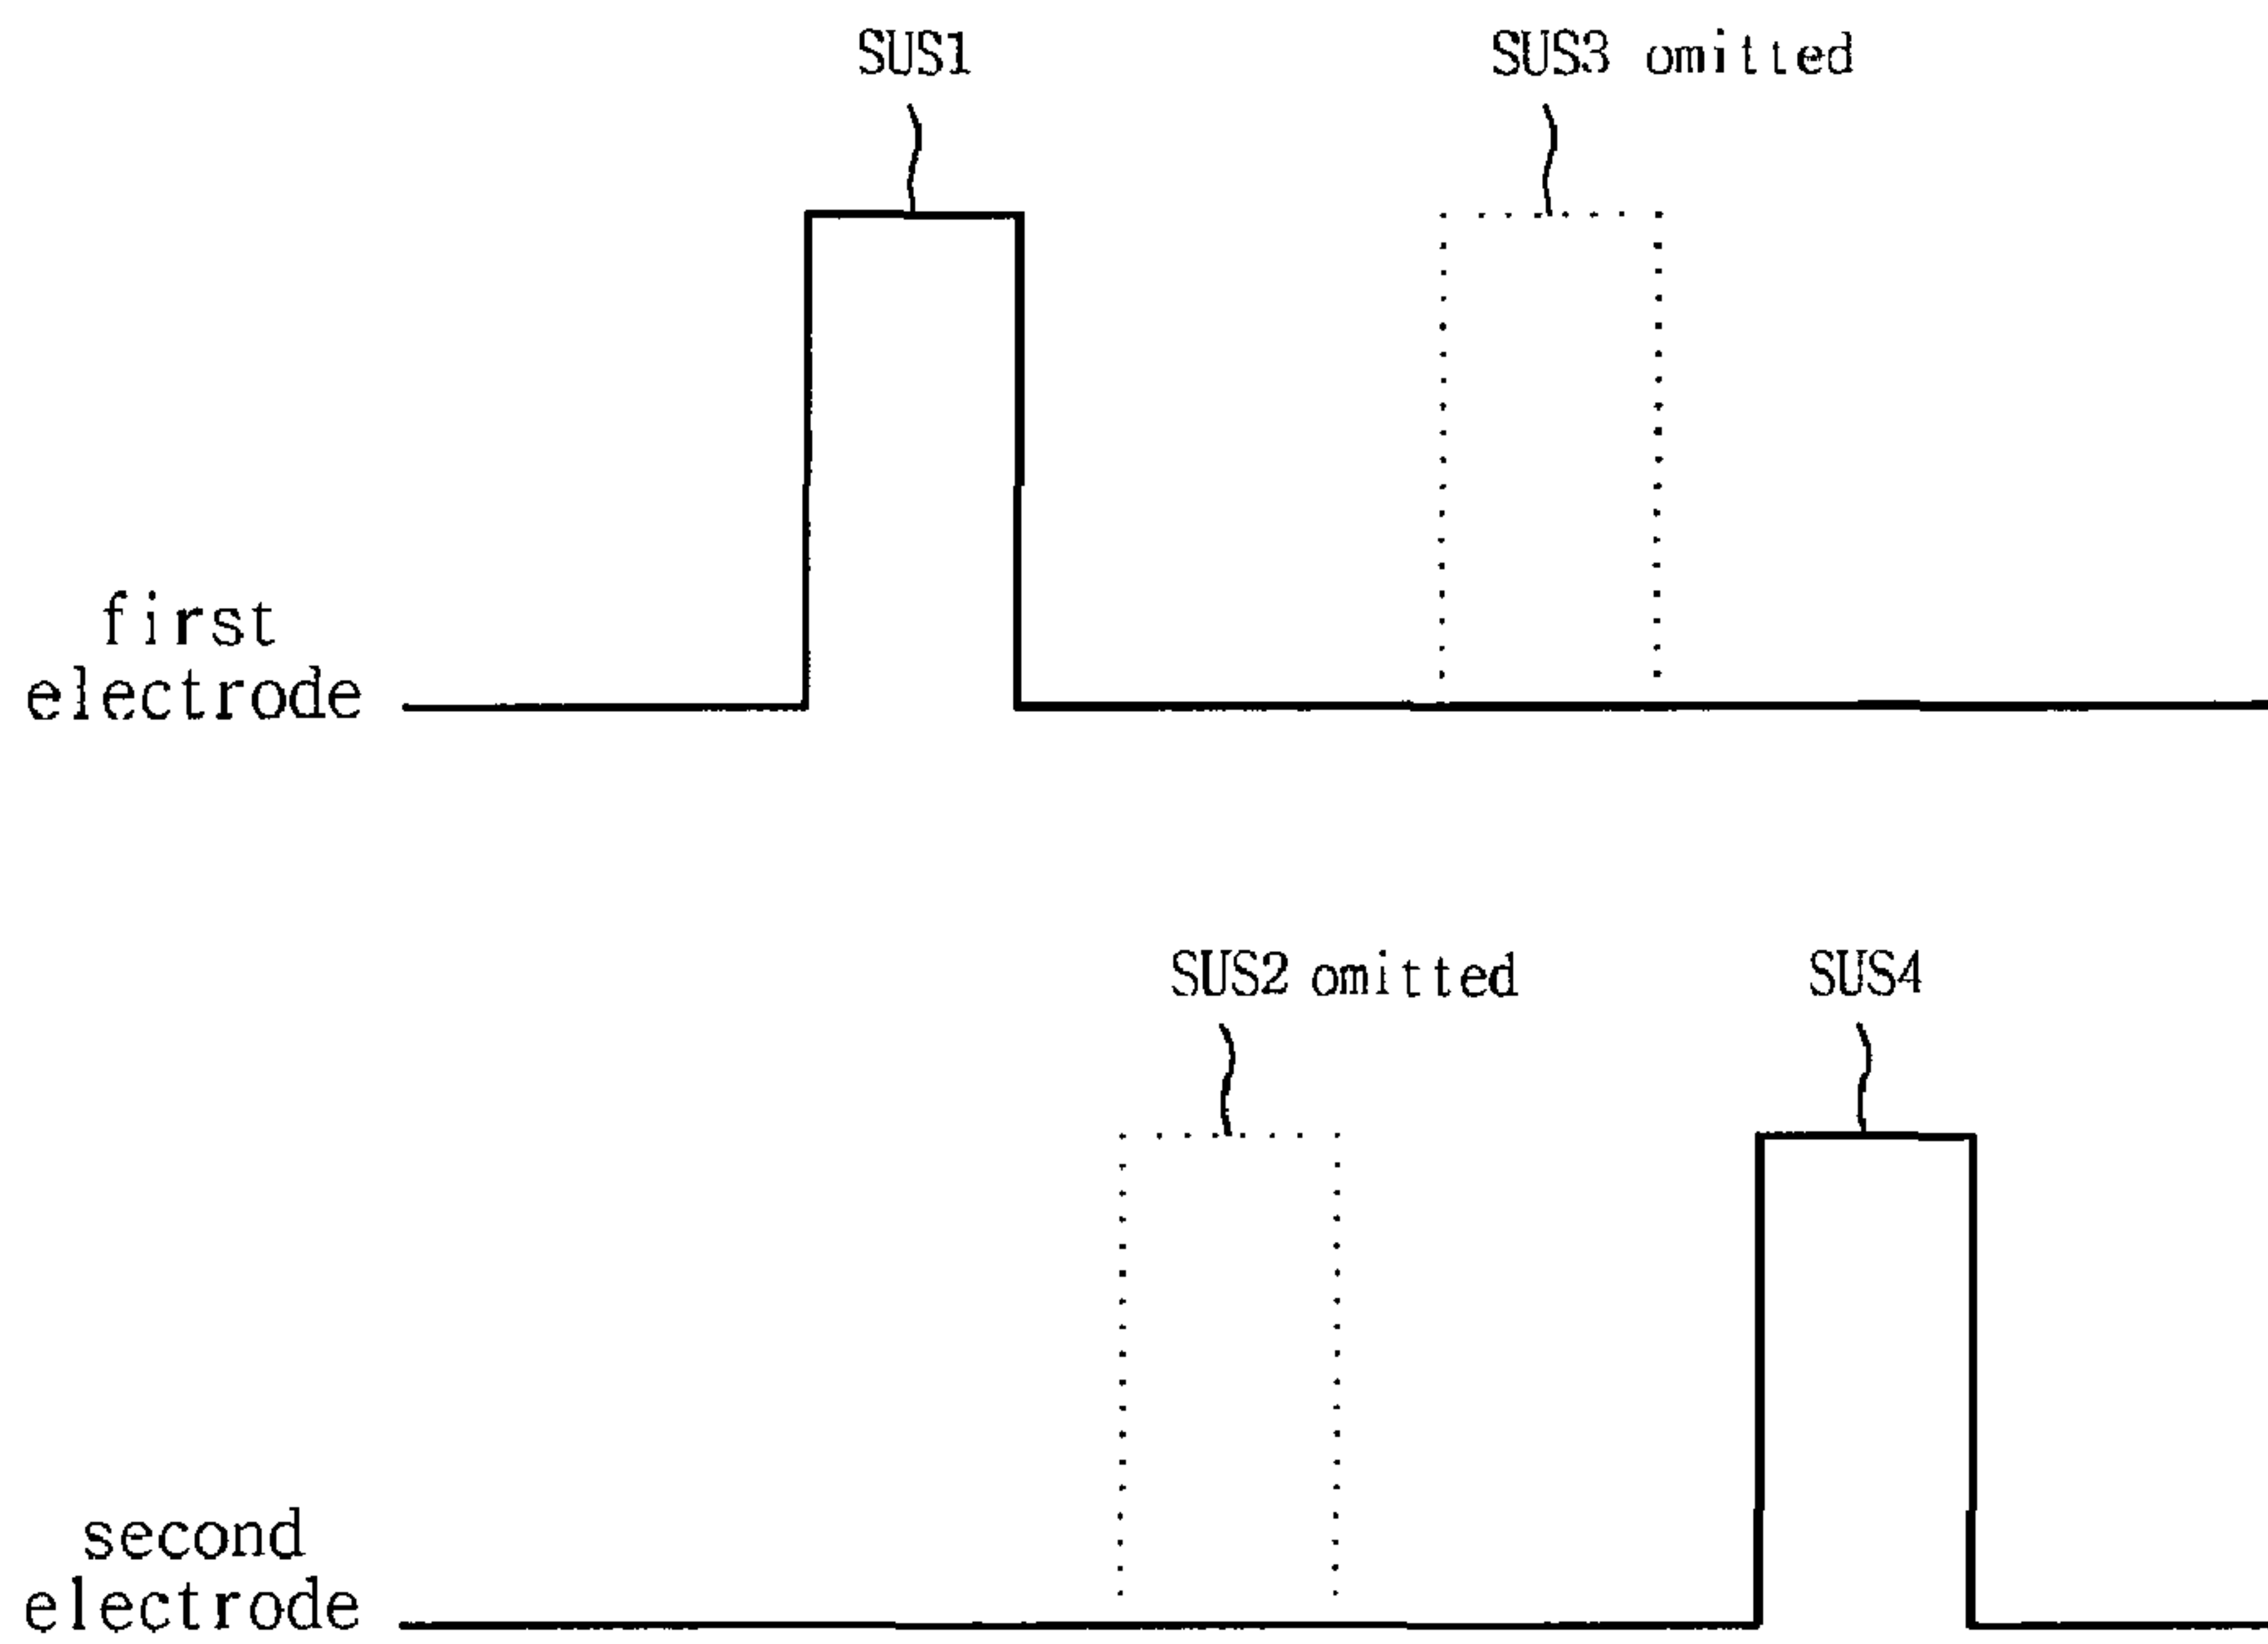 SUS1
SUS3 omitted
first
electrode
SUS2 omitted
SUS4
second
electrode